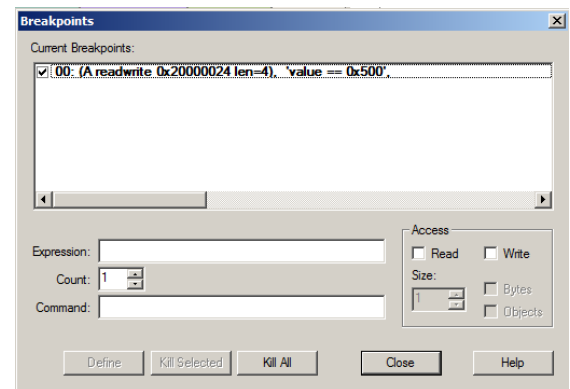 Breakpoints
Current Breakpoints:
00: (A readwrite 0x20000024 len=4),  'value == 0x500',
Access
Expression:
Read
Write
Count: 1
Size:
1
Bytes
Command:
Objects
Define
Kill Selected
Kill All
Close
Help